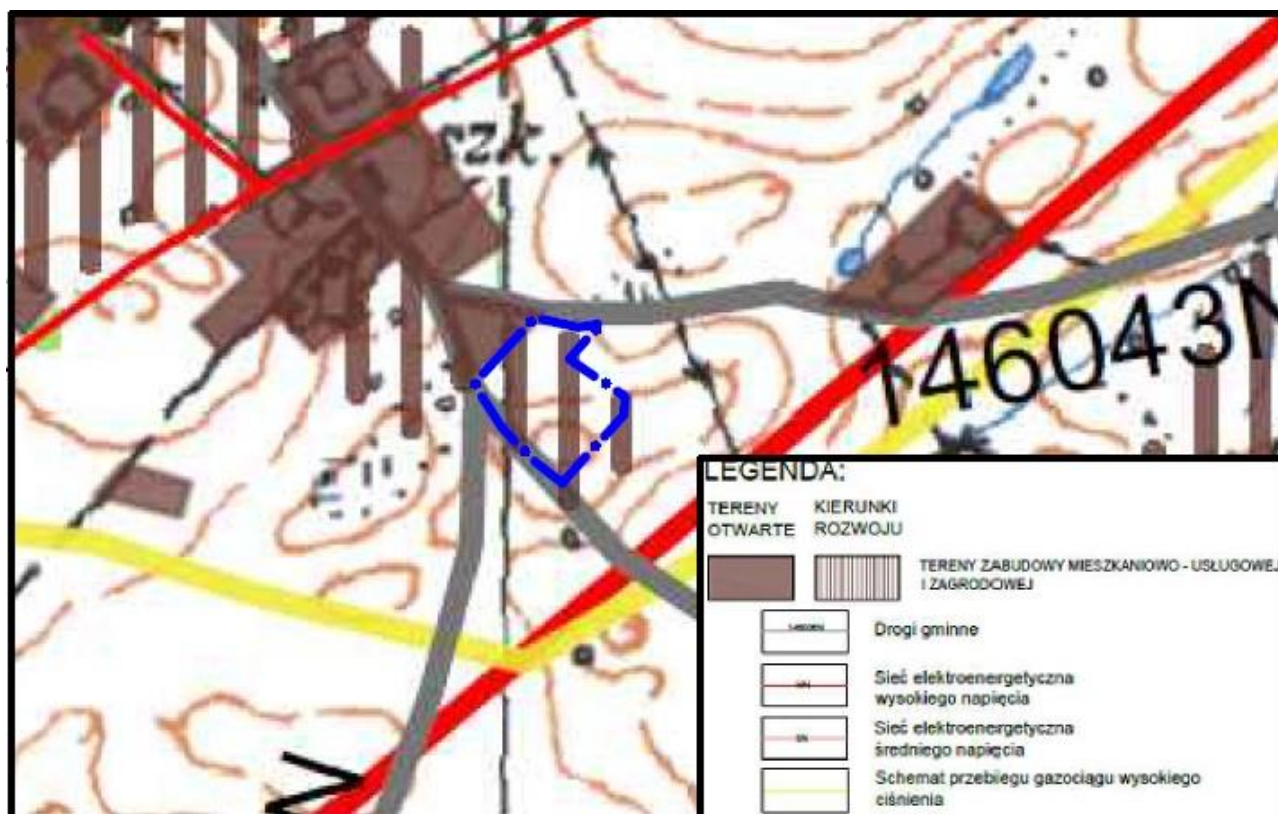 szk.
146043N
LEGENDA:
TERENY OTWARTE
KIERUNKI ROZWOJU
TERENY ZABUDOWY MIESZKANIOWO - USŁUGOWEJ
I ZAGRODOWEJ
Drogi gminne
Sieć elektroenergetyczna
wysokiego napięcia
Sieć elektroenergetyczna
średniego napięcia
Schemat przebiegu gazociągu wysokiego
ciśnienia